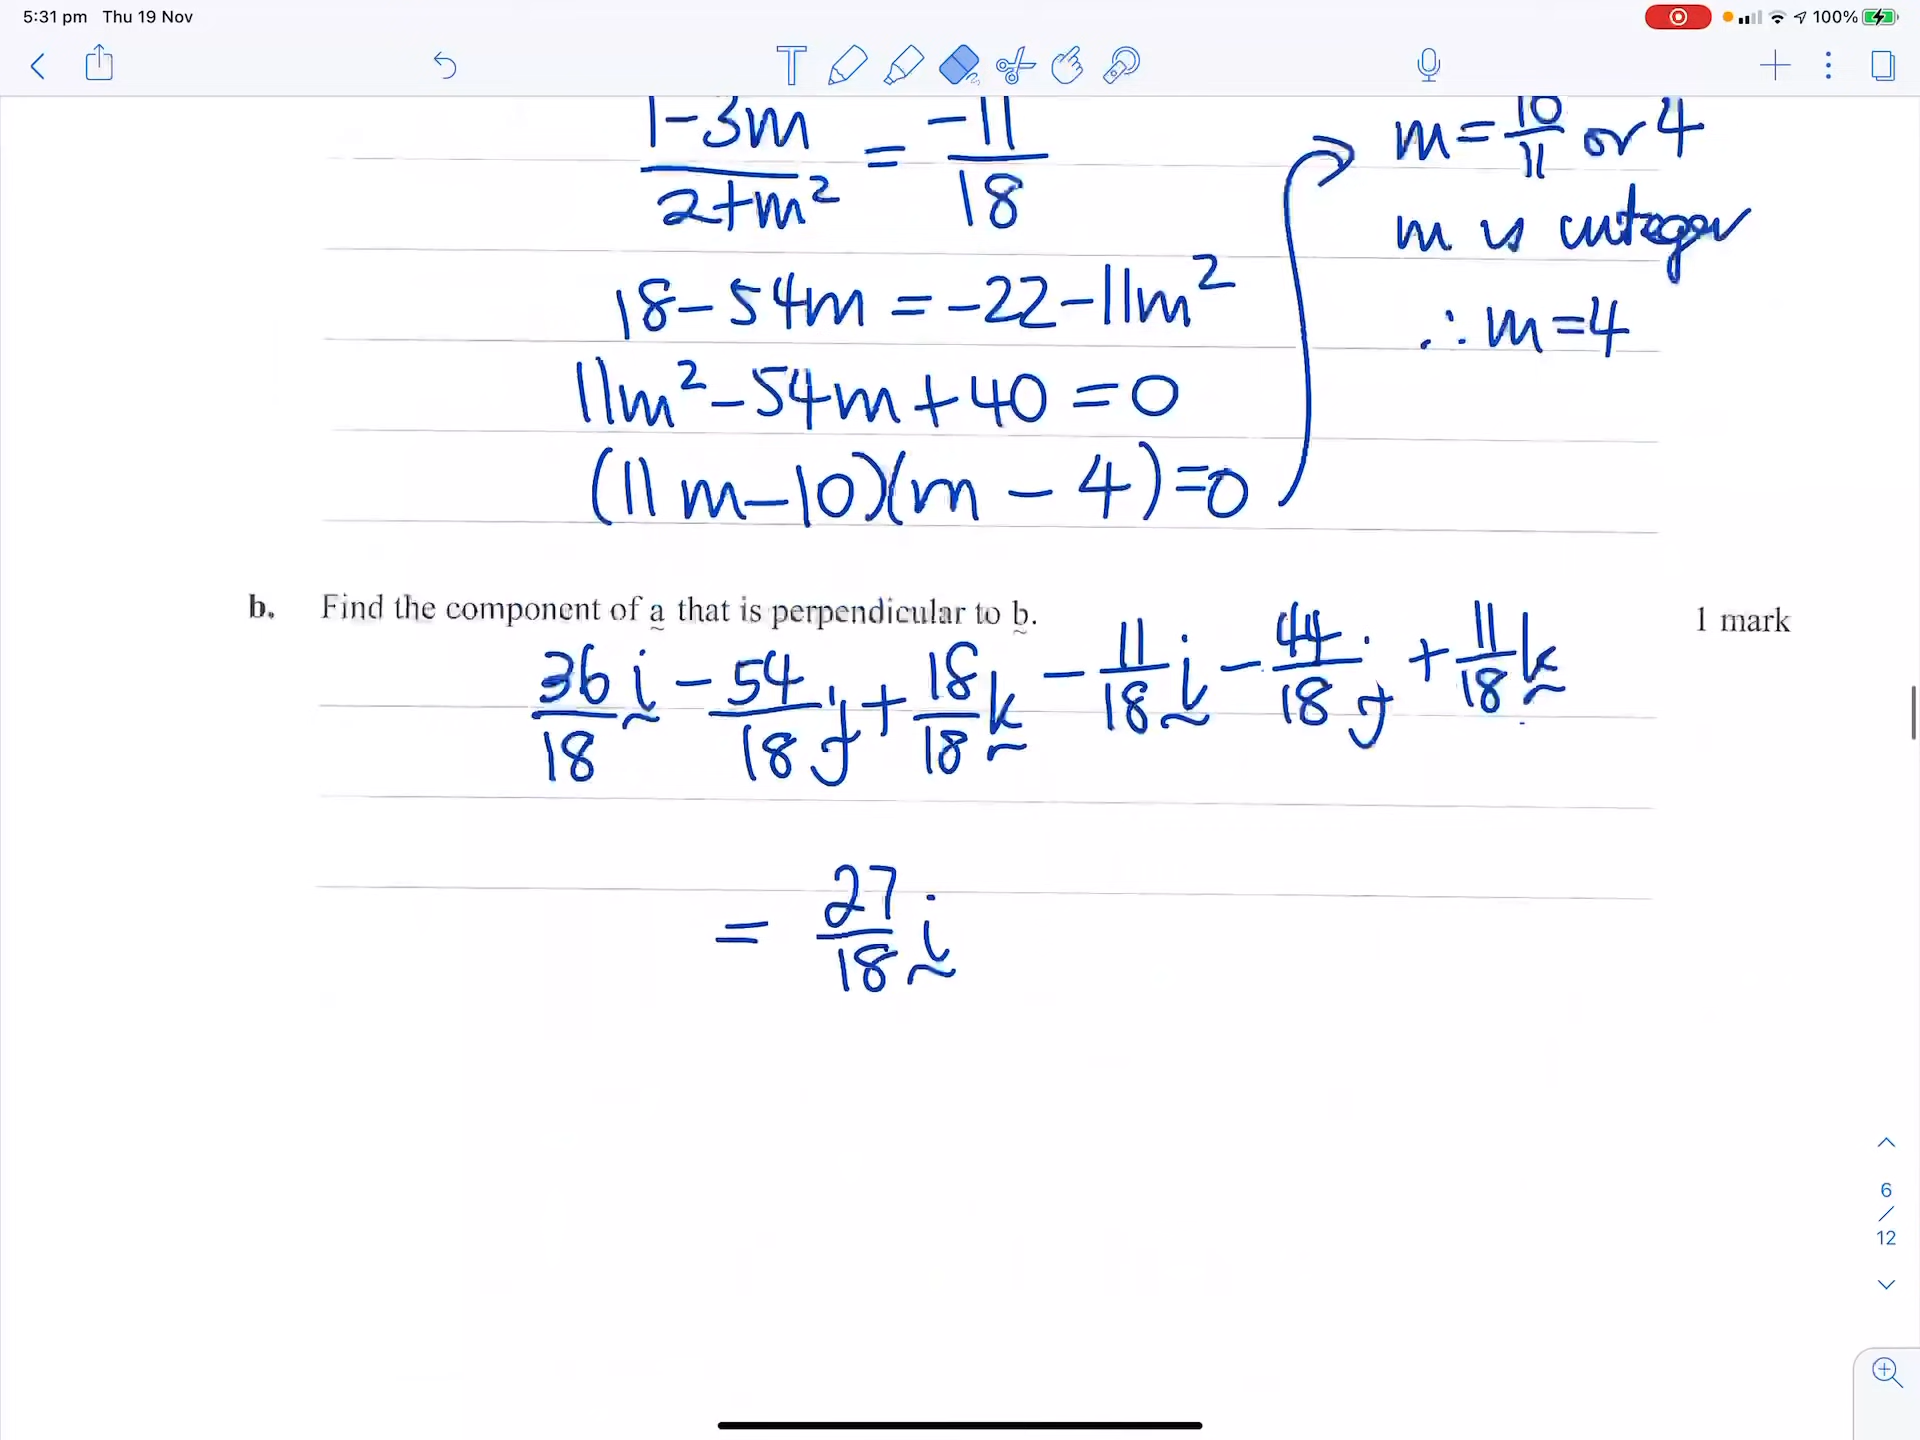 5:31 pm Thu 19 Nov 100%
(1-3m)/(2+m²) = -11/18
18-54m = -22-11m²
11m²-54m+40=0
(11m-10)(m-4)=0
m=10/11 or 4
m is integer
∴ m=4
b. Find the component of a that is perpendicular to b. 1 mark
36/18 i - 54/18 j + 18/18 k - 11/18 i - 44/18 j + 11/18 k
= 27/18 i
6
/
12